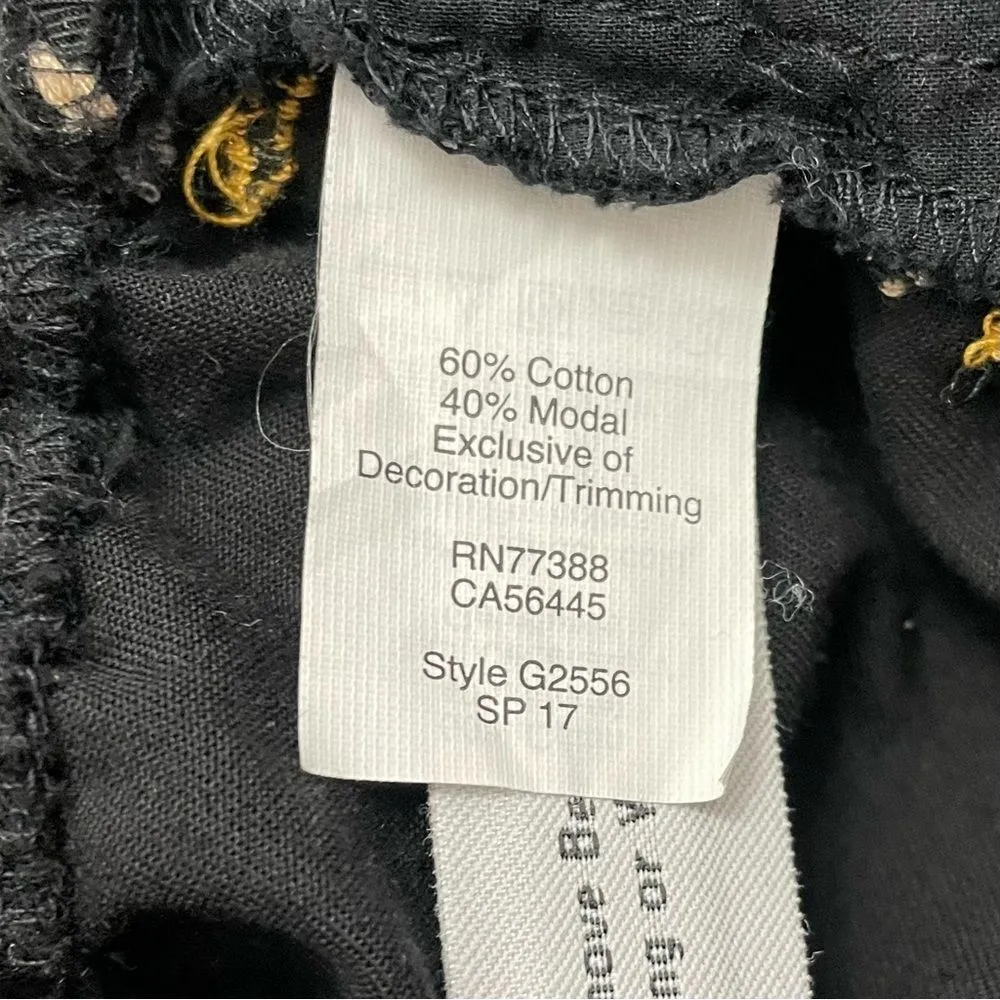 60% Cotton
40% Modal
Exclusive of
Decoration/Trimming
RN77388
CA56445
Style G2556
SP 17